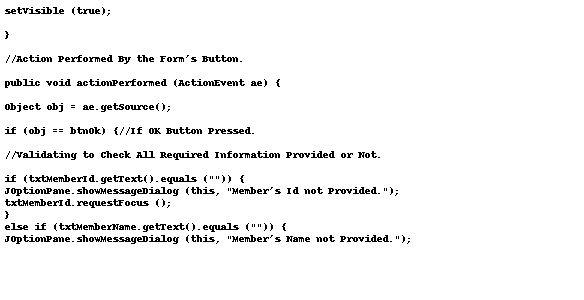 setVisible (true);
}
//Action Performed By the Form's Button.
public void actionPerformed (ActionEvent ae) {
Object obj = ae.getSource();
if (obj == btnOk) {//If OK Button Pressed.
//Validating to Check All Required Information Provided or Not.
if (txtMemberId.getText().equals ("")) {
JOptionPane.showMessageDialog (this, "Member's Id not Provided.");
txtMemberId.requestFocus ();
}
else if (txtMemberName.getText().equals ("")) {
JOptionPane.showMessageDialog (this, "Member's Name not Provided.");